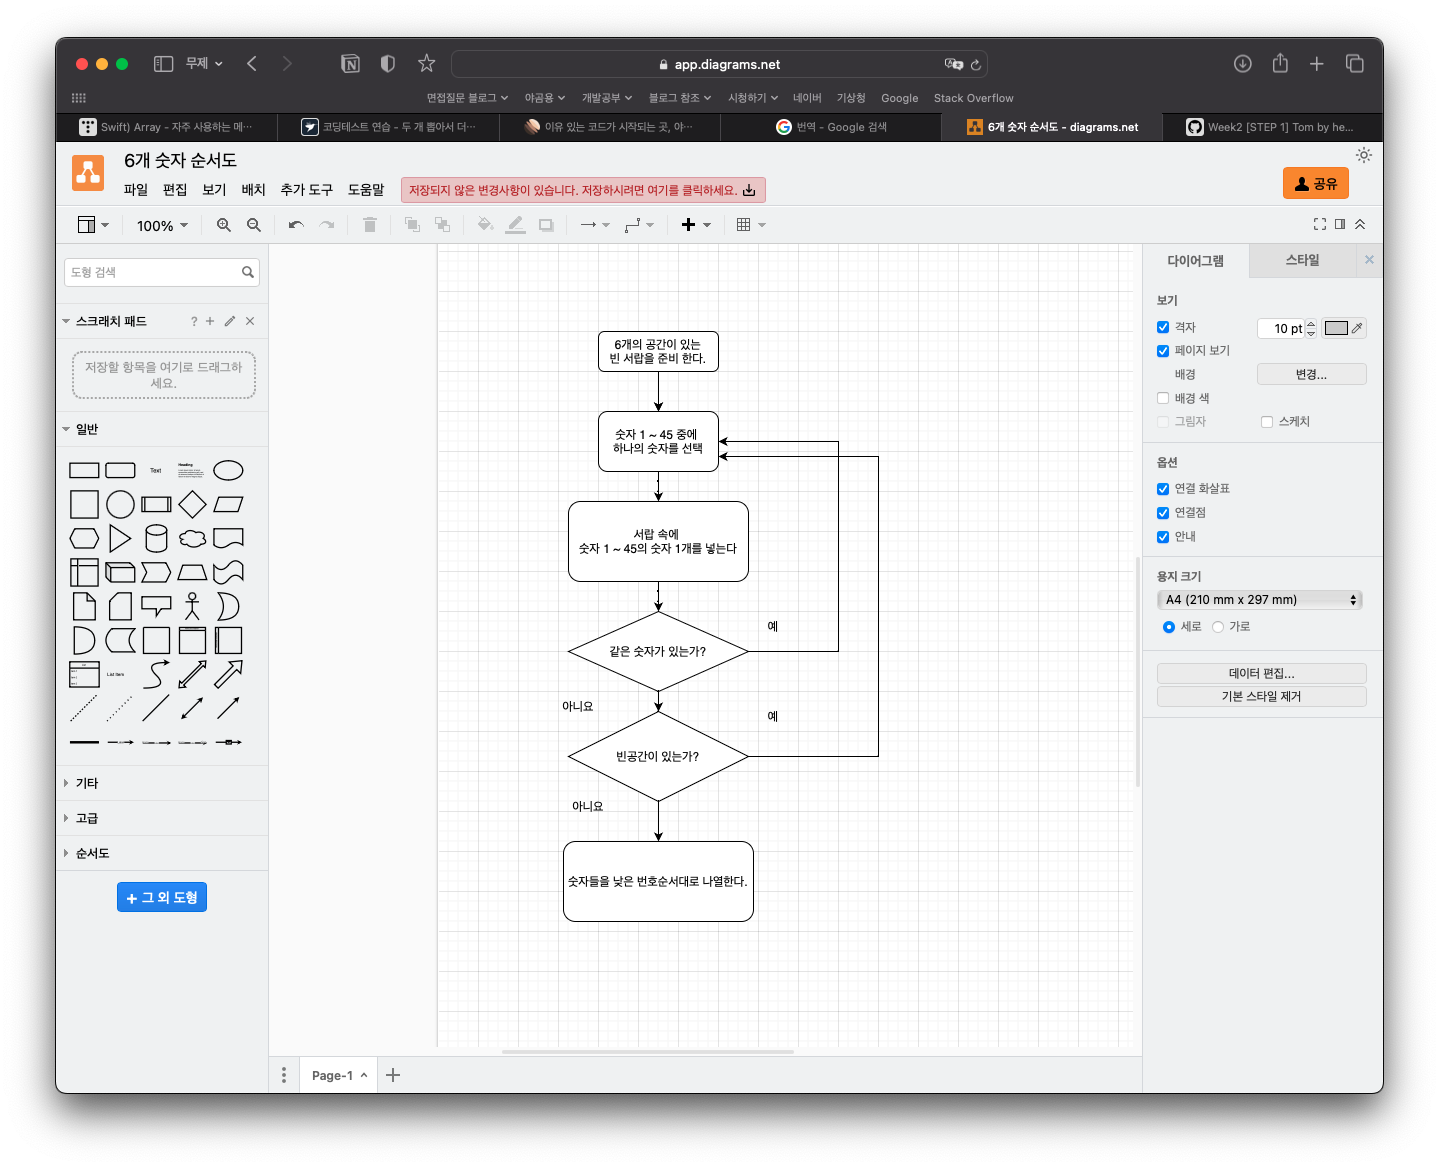 무제
app.diagrams.net
면접질문 블로그
야곰용
개발공부
블로그 참조
시청하기
네이버
기상청
Google
Stack Overflow
Swift) Array - 자주 사용하는 메…
코딩테스트 연습 - 두 개 뽑아서 더…
이유 있는 코드가 시작되는 곳, 야…
번역 - Google 검색
6개 숫자 순서도 - diagrams.net
Week2 [STEP 1] Tom by he…
6개 숫자 순서도
파일
편집
보기
배치
추가 도구
도움말
저장되지 않은 변경사항이 있습니다. 저장하시려면 여기를 클릭하세요.
공유
100%
도형 검색
스크래치 패드
?
저장할 항목을 여기로 드래그하
세요.
일반
Text
Heading
List Item
기타
고급
순서도
+ 그 외 도형
6개의 공간이 있는
빈 서랍을 준비 한다.
숫자 1 ~ 45 중에
하나의 숫자를 선택
서랍 속에
숫자 1 ~ 45의 숫자 1개를 넣는다
예
같은 숫자가 있는가?
아니요
예
빈공간이 있는가?
아니요
숫자들을 낮은 번호순서대로 나열한다.
Page-1
다이어그램
스타일
보기
격자
10 pt
페이지 보기
배경
변경...
배경 색
그림자
스케치
옵션
연결 화살표
연결점
안내
용지 크기
A4 (210 mm x 297 mm)
세로
가로
데이터 편집...
기본 스타일 제거